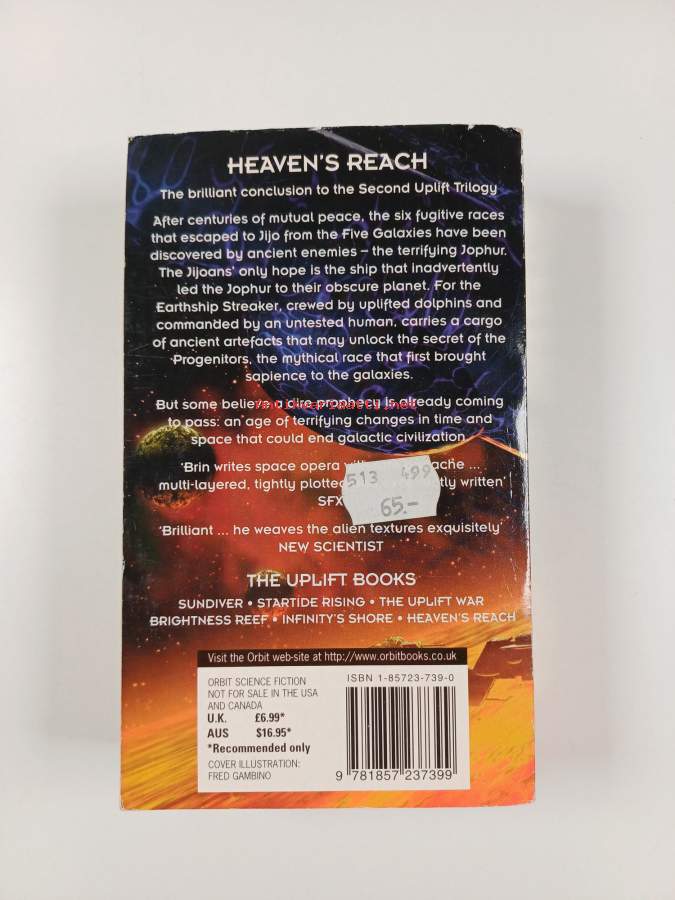 HEAVEN'S REACH
The brilliant conclusion to the Second Uplift Trilogy
After centuries of mutual peace, the six fugitive races
that escaped to Jijo from the Five Galaxies have been
discovered by ancient enemies – the terrifying Jophur.
The Jijoans' only hope is the ship that inadvertently
led the Jophur to their obscure planet. For the
Earthship Streaker, crewed by uplifted dolphins and
commanded by an untested human, carries a cargo
of ancient artefacts that may unlock the secret of the
Progenitors, the mythical race that first brought
sapience to the galaxies.
But some believe a dire prophecy is already coming
to pass: an age of terrifying changes in time and
space that could end galactic civilization
'Brin writes space opera
multi-layered, tightly plotted written'
SFX
513 499
65.-
'Brilliant ... he weaves the alien textures exquisitely'
NEW SCIENTIST
THE UPLIFT BOOKS
SUNDIVER • STARTIDE RISING • THE UPLIFT WAR
BRIGHTNESS REEF • INFINITY'S SHORE • HEAVEN'S REACH
Visit the Orbit web-site at http://www.orbitbooks.co.uk
ORBIT SCIENCE FICTION
NOT FOR SALE IN THE USA
AND CANADA
U.K. £6.99*
AUS $16.95*
*Recommended only
COVER ILLUSTRATION:
FRED GAMBINO
ISBN 1-85723-739-0
9 781857 237399